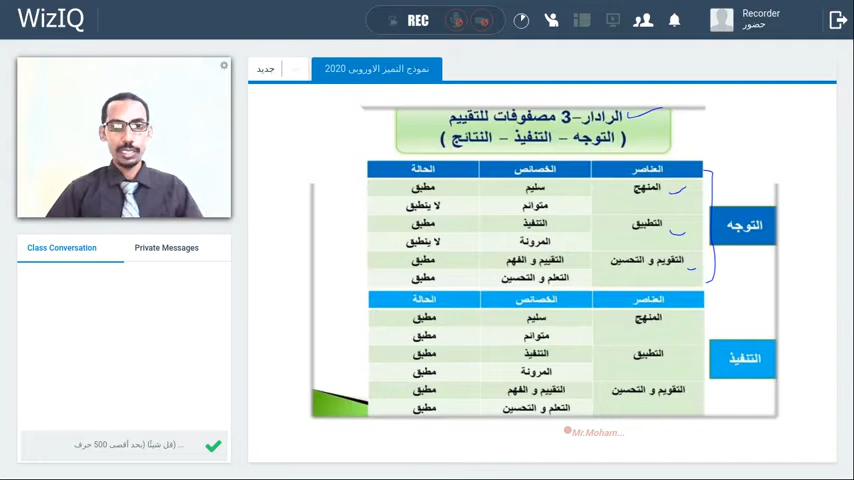 WizIQ
REC
Recorder
حضور
جديد
نموذج التميز الاوروبى 2020
الرادار–3 مصفوفات للتقييم
( التوجه – التنفيذ – النتائج )
العناصر الخصائص الحالة
المنهج سليم مطبق
متوائم لا ينطبق
التطبيق التنفيذ مطبق
المرونة لا ينطبق
التقويم و التحسين التقييم و الفهم مطبق
التعلم و التحسين مطبق
التوجه
العناصر الخصائص الحالة
المنهج سليم مطبق
متوائم مطبق
التطبيق التنفيذ مطبق
المرونة مطبق
التقويم و التحسين التقييم و الفهم مطبق
التعلم و التحسين مطبق
التنفيذ
Mr.Moham...
Class Conversation
Private Messages
... (قل شيئًا (بحد أقصى 500 حرف